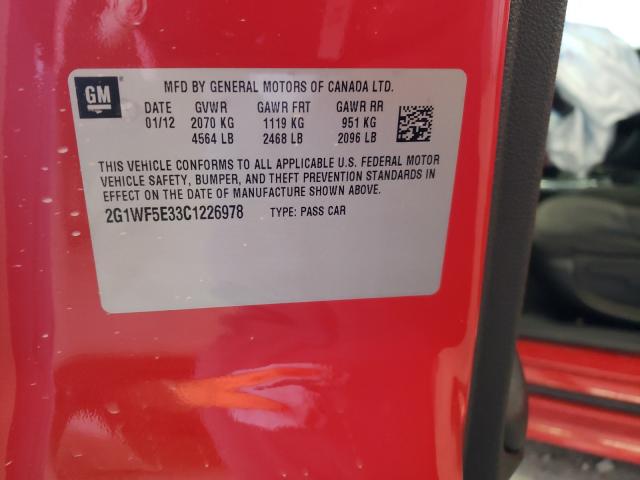 GM
MFD BY GENERAL MOTORS OF CANADA LTD.
DATE GVWR GAWR FRT GAWR RR
01/12 2070 KG 1119 KG 951 KG
4564 LB 2468 LB 2096 LB
THIS VEHICLE CONFORMS TO ALL APPLICABLE U.S. FEDERAL MOTOR
VEHICLE SAFETY, BUMPER, AND THEFT PREVENTION STANDARDS IN
EFFECT ON THE DATE OF MANUFACTURE SHOWN ABOVE.
2G1WF5E33C1226978 TYPE: PASS CAR